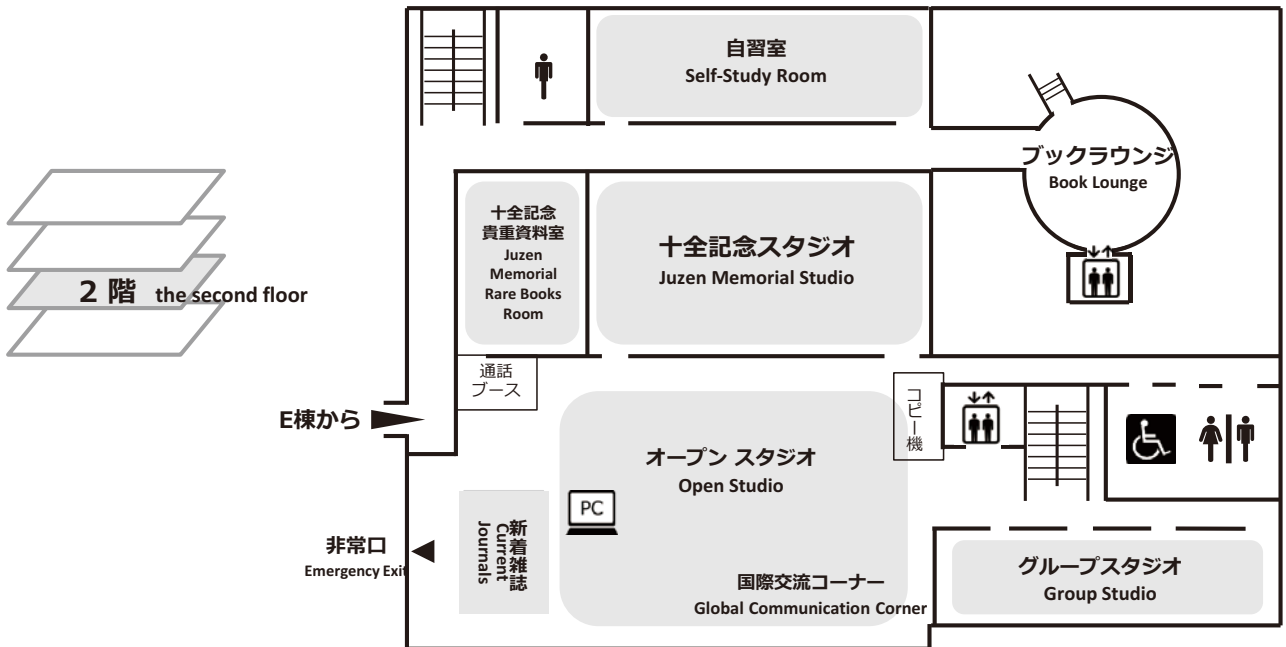 自習室
Self-Study Room
ブックラウンジ
Book Lounge
十全記念
貴重資料室
Juzen
Memorial
Rare Books
Room
十全記念スタジオ
Juzen Memorial Studio
2 階 the second floor
通話
ブース
コピー機
E棟から
オープン スタジオ
Open Studio
PC
新着雑誌
Current
Journals
非常口
Emergency Exit
国際交流コーナー
Global Communication Corner
グループスタジオ
Group Studio